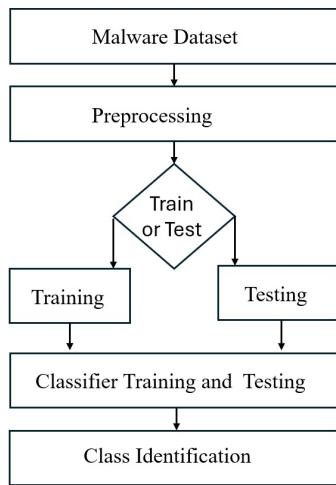 Malware Dataset
Preprocessing
Train
or Test
Training
Testing
Classifier Training and Testing
Class Identification